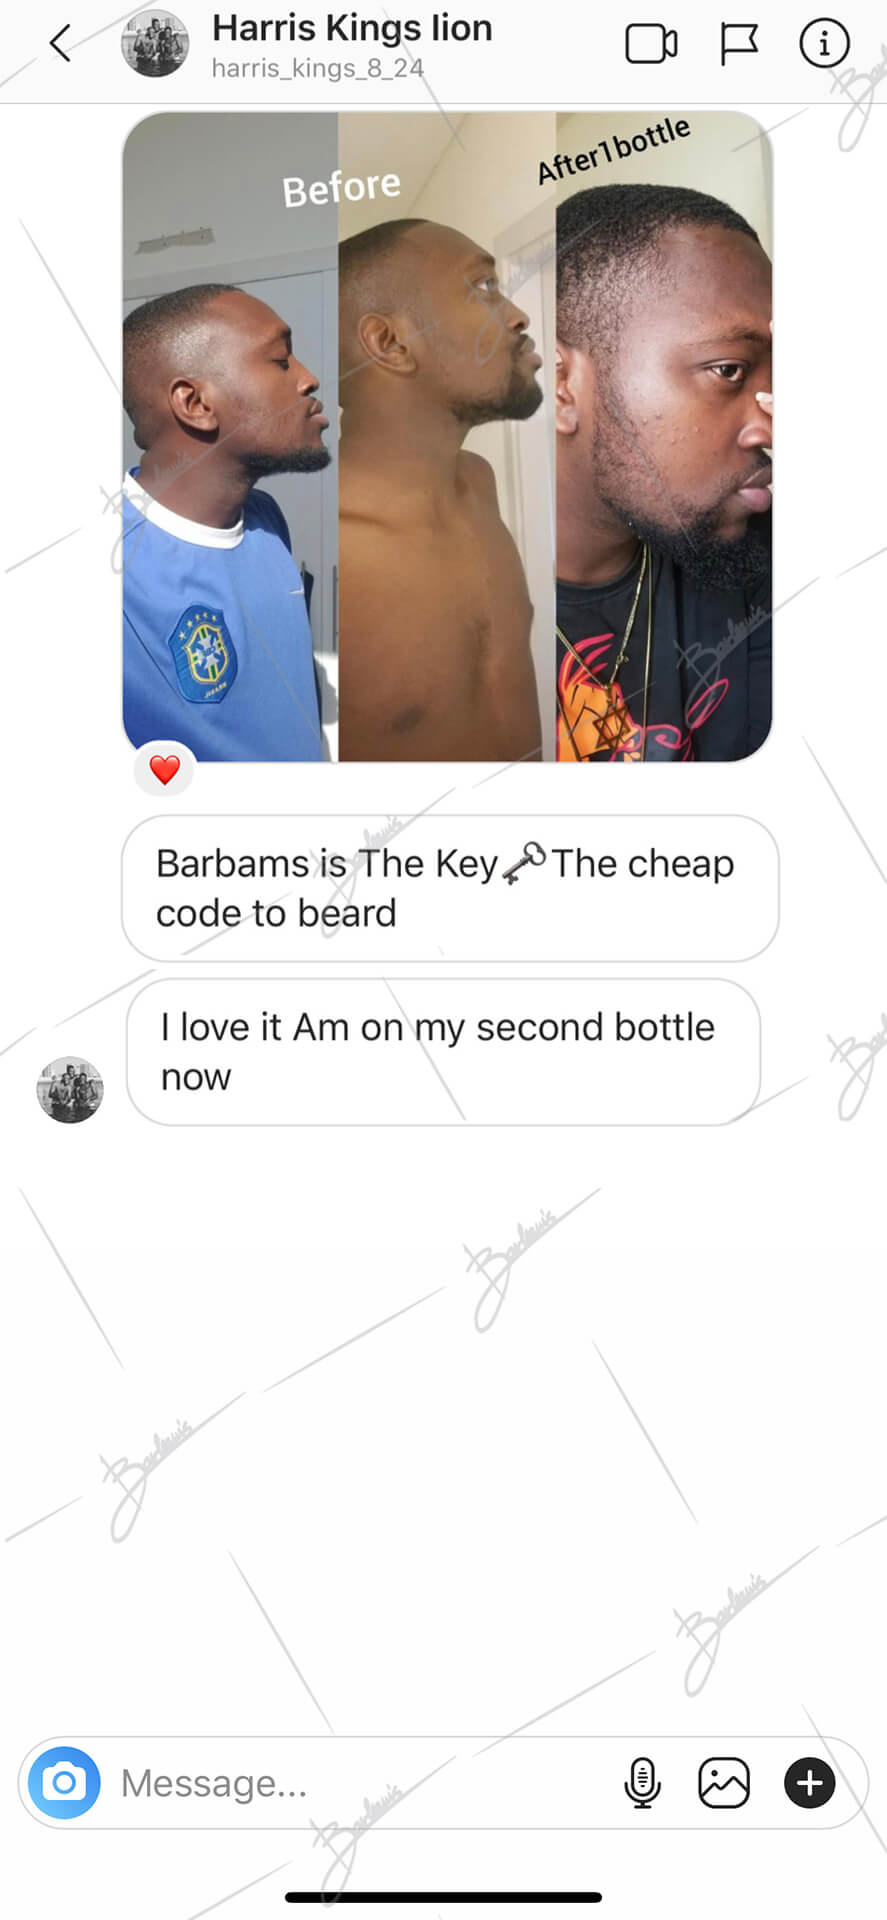 Harris Kings lion
harris_kings_8_24
Before
After1bottle
Barbams is The Key🗝The cheap
code to beard
I love it Am on my second bottle
now
Message...